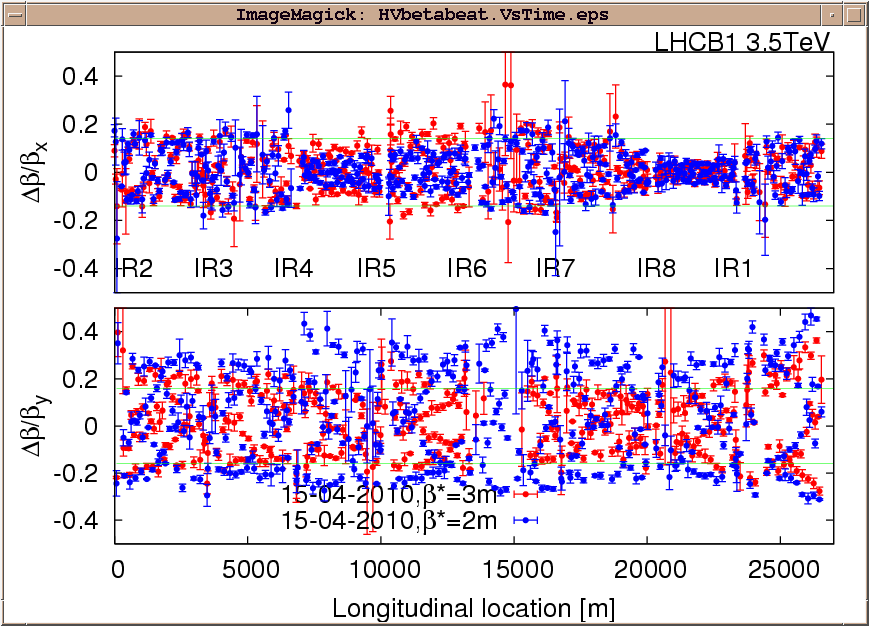 ImageMagick: HVbetabeat.VsTime.eps
LHCB1 3.5TeV
Δβ/βx
0.4
0.2
0
-0.2
-0.4
IR2 IR3 IR4 IR5 IR6 IR7 IR8 IR1
Δβ/βy
0.4
0.2
0
-0.2
-0.4
15-04-2010,β*=3m
15-04-2010,β*=2m
0 5000 10000 15000 20000 25000
Longitudinal location [m]